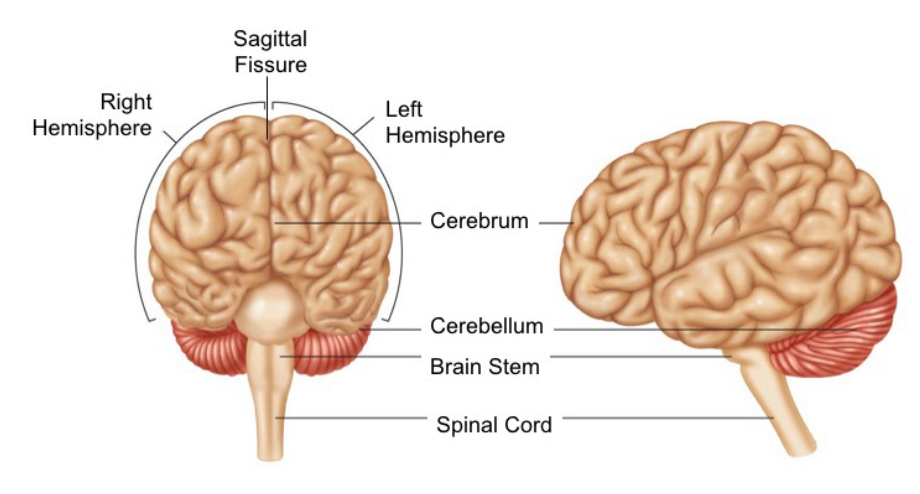 Sagittal
Fissure
Right
Hemisphere
Left
Hemisphere
Cerebrum
Cerebellum
Brain Stem
Spinal Cord